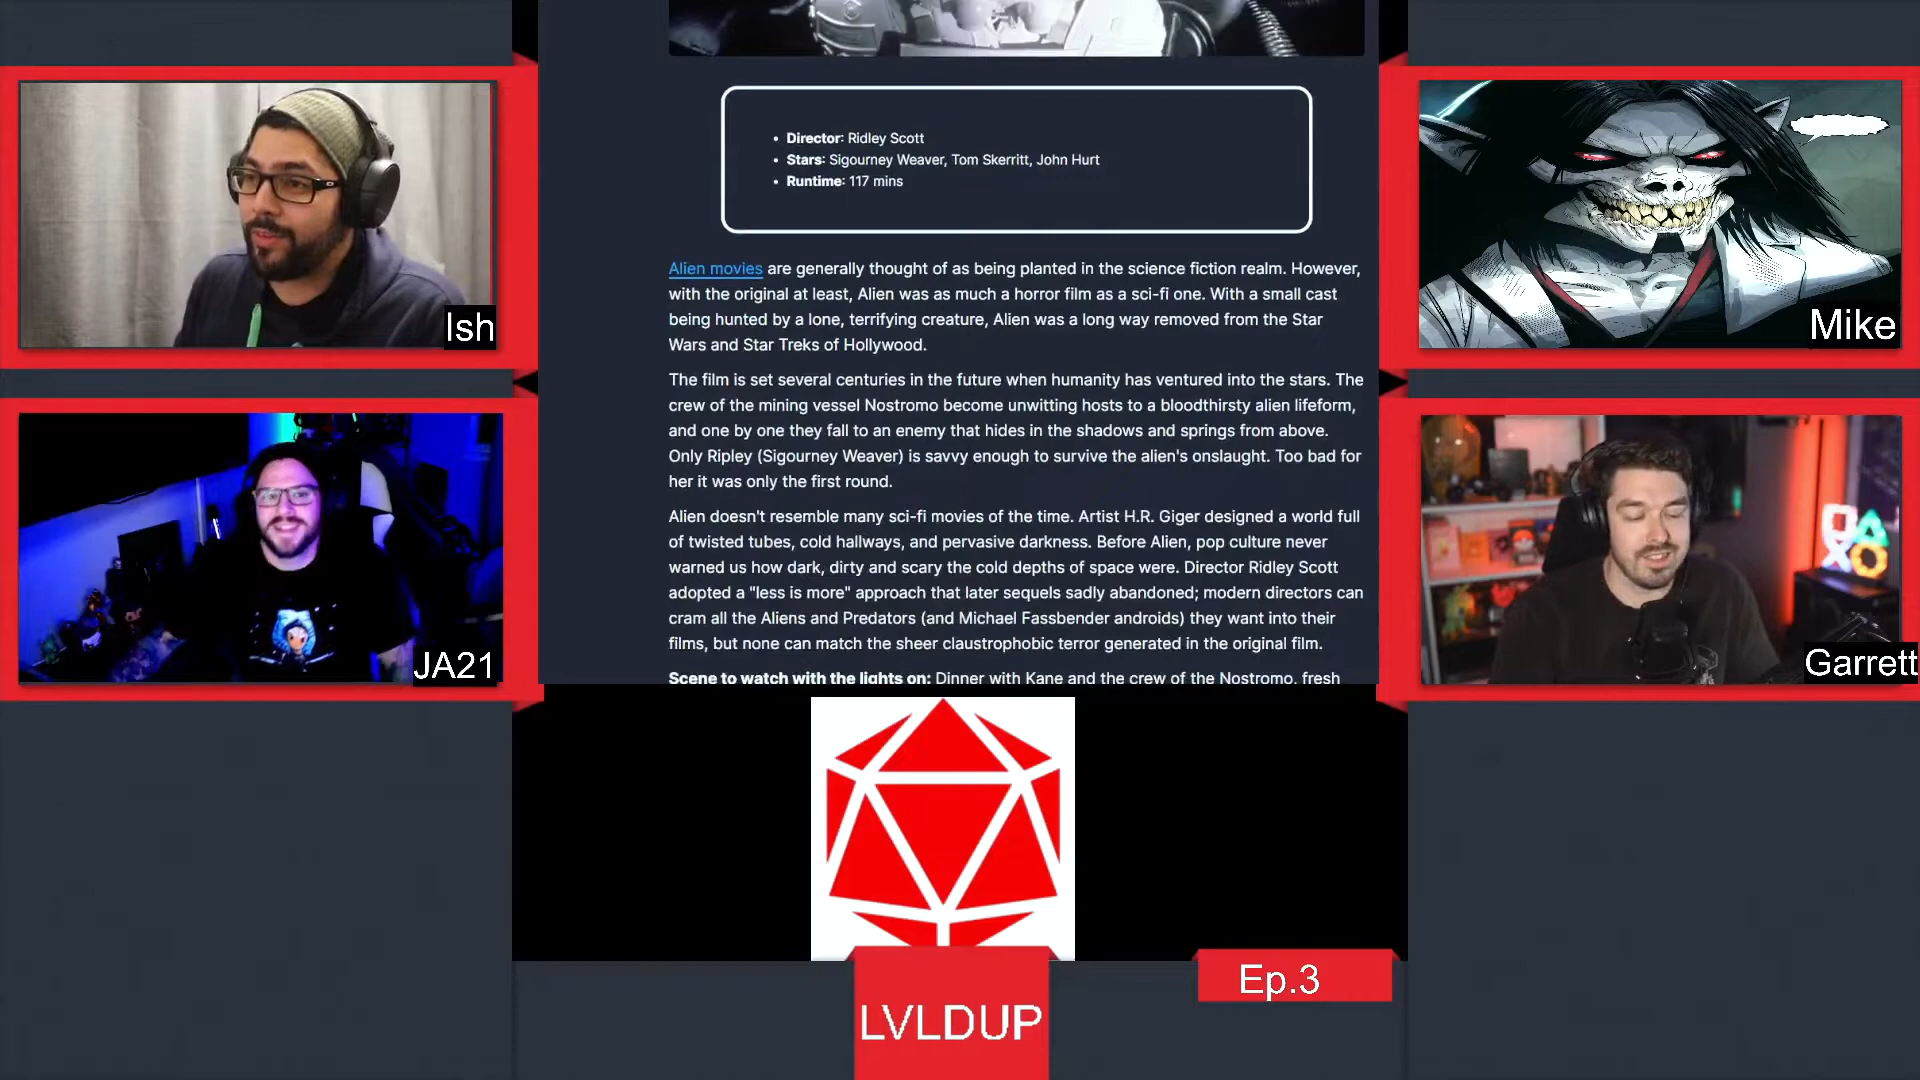 • Director: Ridley Scott
• Stars: Sigourney Weaver, Tom Skerritt, John Hurt
• Runtime: 117 mins
Alien movies are generally thought of as being planted in the science fiction realm. However,
with the original at least, Alien was as much a horror film as a sci-fi one. With a small cast
being hunted by a lone, terrifying creature, Alien was a long way removed from the Star
Wars and Star Treks of Hollywood.
The film is set several centuries in the future when humanity has ventured into the stars. The
crew of the mining vessel Nostromo become unwitting hosts to a bloodthirsty alien lifeform,
and one by one they fall to an enemy that hides in the shadows and springs from above.
Only Ripley (Sigourney Weaver) is savvy enough to survive the alien's onslaught. Too bad for
her it was only the first round.
Alien doesn't resemble many sci-fi movies of the time. Artist H.R. Giger designed a world full
of twisted tubes, cold hallways, and pervasive darkness. Before Alien, pop culture never
warned us how dark, dirty and scary the cold depths of space were. Director Ridley Scott
adopted a "less is more" approach that later sequels sadly abandoned; modern directors can
cram all the Aliens and Predators (and Michael Fassbender androids) they want into their
films, but none can match the sheer claustrophobic terror generated in the original film.
Scene to watch with the lights on: Dinner with Kane and the crew of the Nostromo, fresh
Ish
Mike
JA21
Garrett
Ep.3
LVLDUP